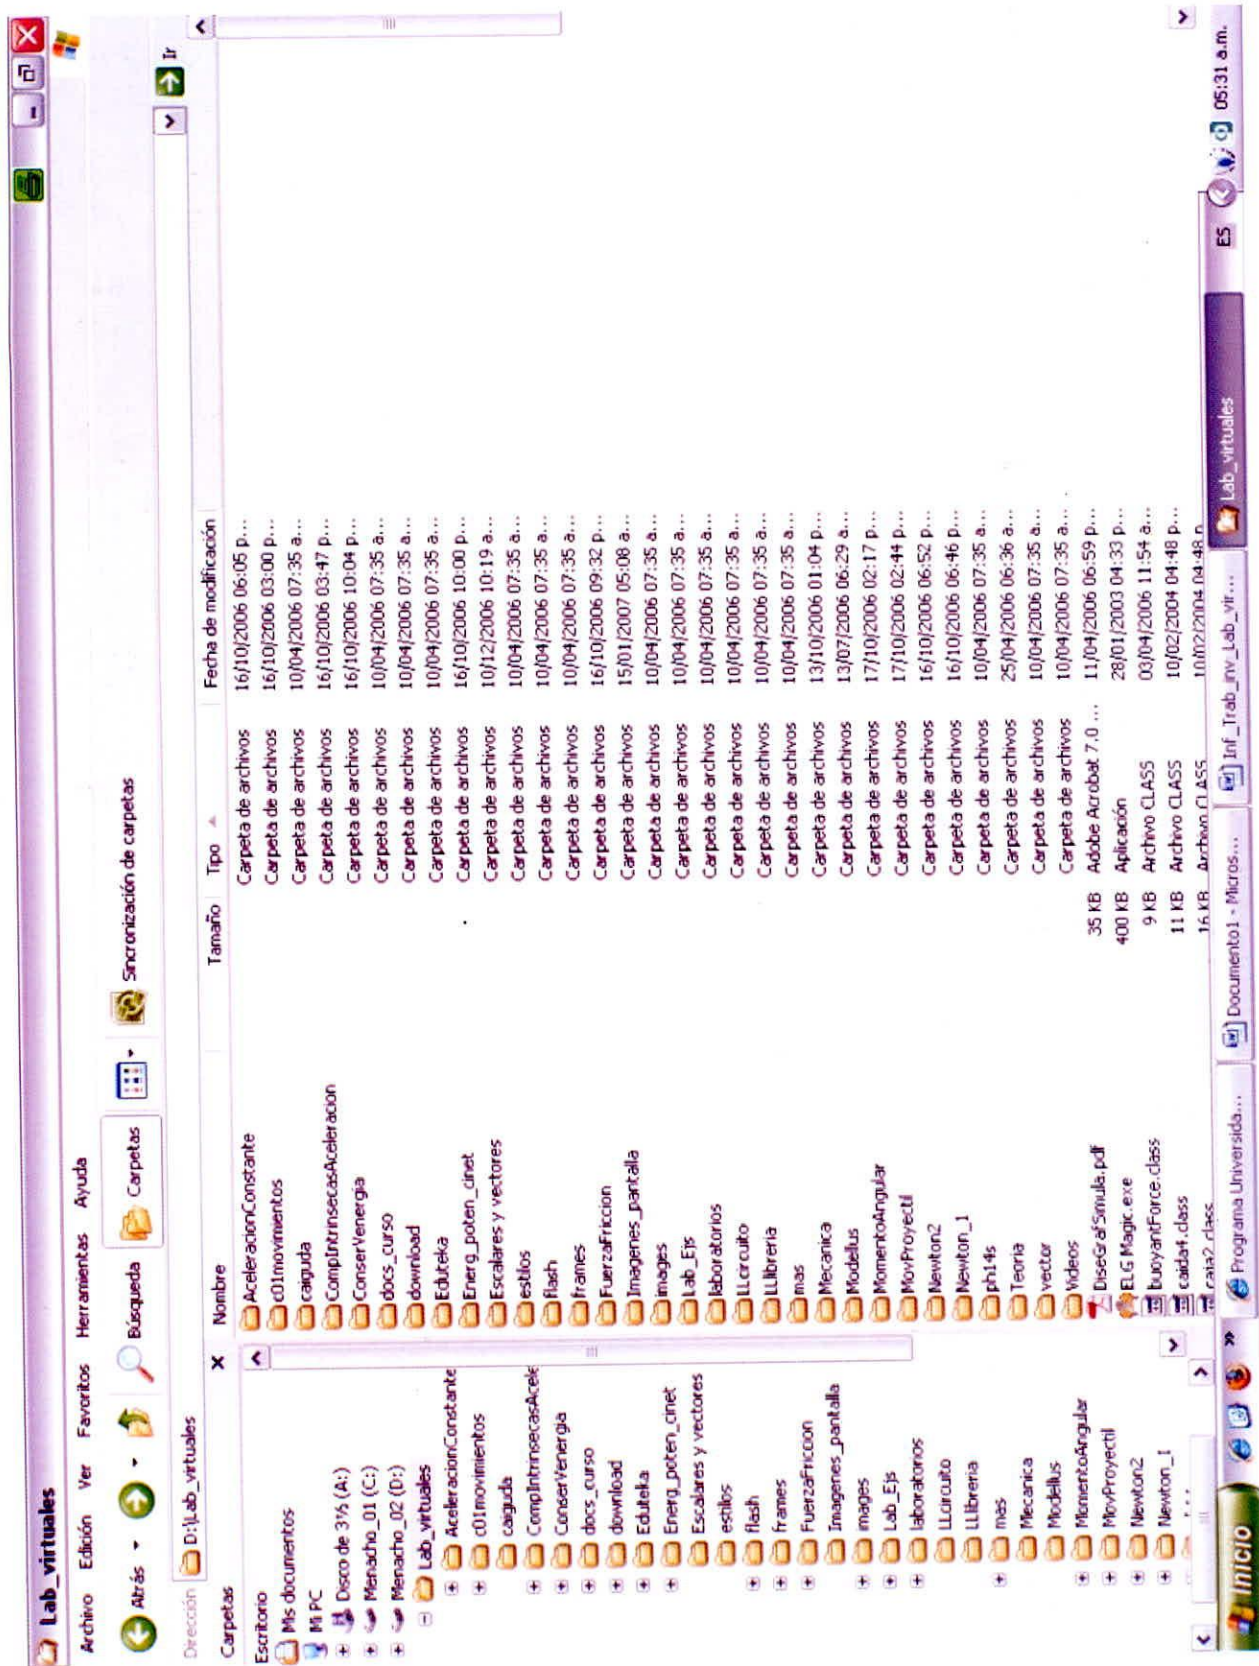 Lab_virtuales
Archivo Edición Ver Favoritos Herramientas Ayuda
Atrás Búsqueda Carpetas Sincronización de carpetas
Dirección D:\Lab_virtuales Ir
Carpetas
Escritorio
Mis documentos
Mi PC
Disco de 3½ (A:)
Menacho_01 (C:)
Menacho_02 (D:)
Lab_virtuales
AceleracionConstante
c01movimientos
caiguda
CompIntrinsecasAcele
ConserVenergia
docs_curso
download
Eduteka
Energ_poten_cinet
Escalares y vectores
estilos
flash
frames
FuerzaFriccion
Imagenes_pantalla
images
Lab_Ejs
laboratorios
LLcircuito
LLlibreria
mas
Mecanica
Modellus
MomentoAngular
MovProyectil
Newton2
Newton_1
Nombre Tamaño Tipo Fecha de modificación
AceleracionConstante Carpeta de archivos 16/10/2006 06:05 p...
c01movimientos Carpeta de archivos 16/10/2006 03:00 p...
caiguda Carpeta de archivos 10/04/2006 07:35 a...
CompIntrinsecasAceleracion Carpeta de archivos 16/10/2006 03:47 p...
ConserVenergia Carpeta de archivos 16/10/2006 10:04 p...
docs_curso Carpeta de archivos 10/04/2006 07:35 a...
download Carpeta de archivos 10/04/2006 07:35 a...
Eduteka Carpeta de archivos 10/04/2006 07:35 a...
Energ_poten_cinet Carpeta de archivos 16/10/2006 10:00 p...
Escalares y vectores Carpeta de archivos 10/12/2006 10:19 a...
estilos Carpeta de archivos 10/04/2006 07:35 a...
flash Carpeta de archivos 10/04/2006 07:35 a...
frames Carpeta de archivos 10/04/2006 07:35 a...
FuerzaFriccion Carpeta de archivos 16/10/2006 09:32 p...
Imagenes_pantalla Carpeta de archivos 15/01/2007 05:08 a...
images Carpeta de archivos 10/04/2006 07:35 a...
Lab_Ejs Carpeta de archivos 10/04/2006 07:35 a...
laboratorios Carpeta de archivos 10/04/2006 07:35 a...
LLcircuito Carpeta de archivos 10/04/2006 07:35 a...
LLlibreria Carpeta de archivos 10/04/2006 07:35 a...
mas Carpeta de archivos 10/04/2006 07:35 a...
Mecanica Carpeta de archivos 13/10/2006 01:04 p...
Modellus Carpeta de archivos 13/07/2006 06:29 a...
MomentoAngular Carpeta de archivos 17/10/2006 02:17 p...
MovProyectil Carpeta de archivos 17/10/2006 02:44 p...
Newton2 Carpeta de archivos 16/10/2006 06:52 p...
Newton_1 Carpeta de archivos 16/10/2006 06:46 p...
ph14s Carpeta de archivos 10/04/2006 07:35 a...
Teoria Carpeta de archivos 25/04/2006 06:36 a...
vector Carpeta de archivos 10/04/2006 07:35 a...
Videos Carpeta de archivos 10/04/2006 07:35 a...
DiseGrafSimula.pdf 35 KB Adobe Acrobat 7.0 ... 11/04/2006 06:59 p...
ELG Magic.exe 400 KB Aplicación 28/01/2003 04:33 p...
buoyantForce.class 9 KB Archivo CLASS 03/04/2006 11:54 a...
caida4.class 11 KB Archivo CLASS 10/02/2004 04:48 p...
caja2.class 16 KB Archivo CLASS 10/02/2004 04:48 p
Inicio Programa Universida... Documento1 - Micros... Inf_Trab_inv_Lab_vir... Lab_virtuales ES 05:31 a.m.